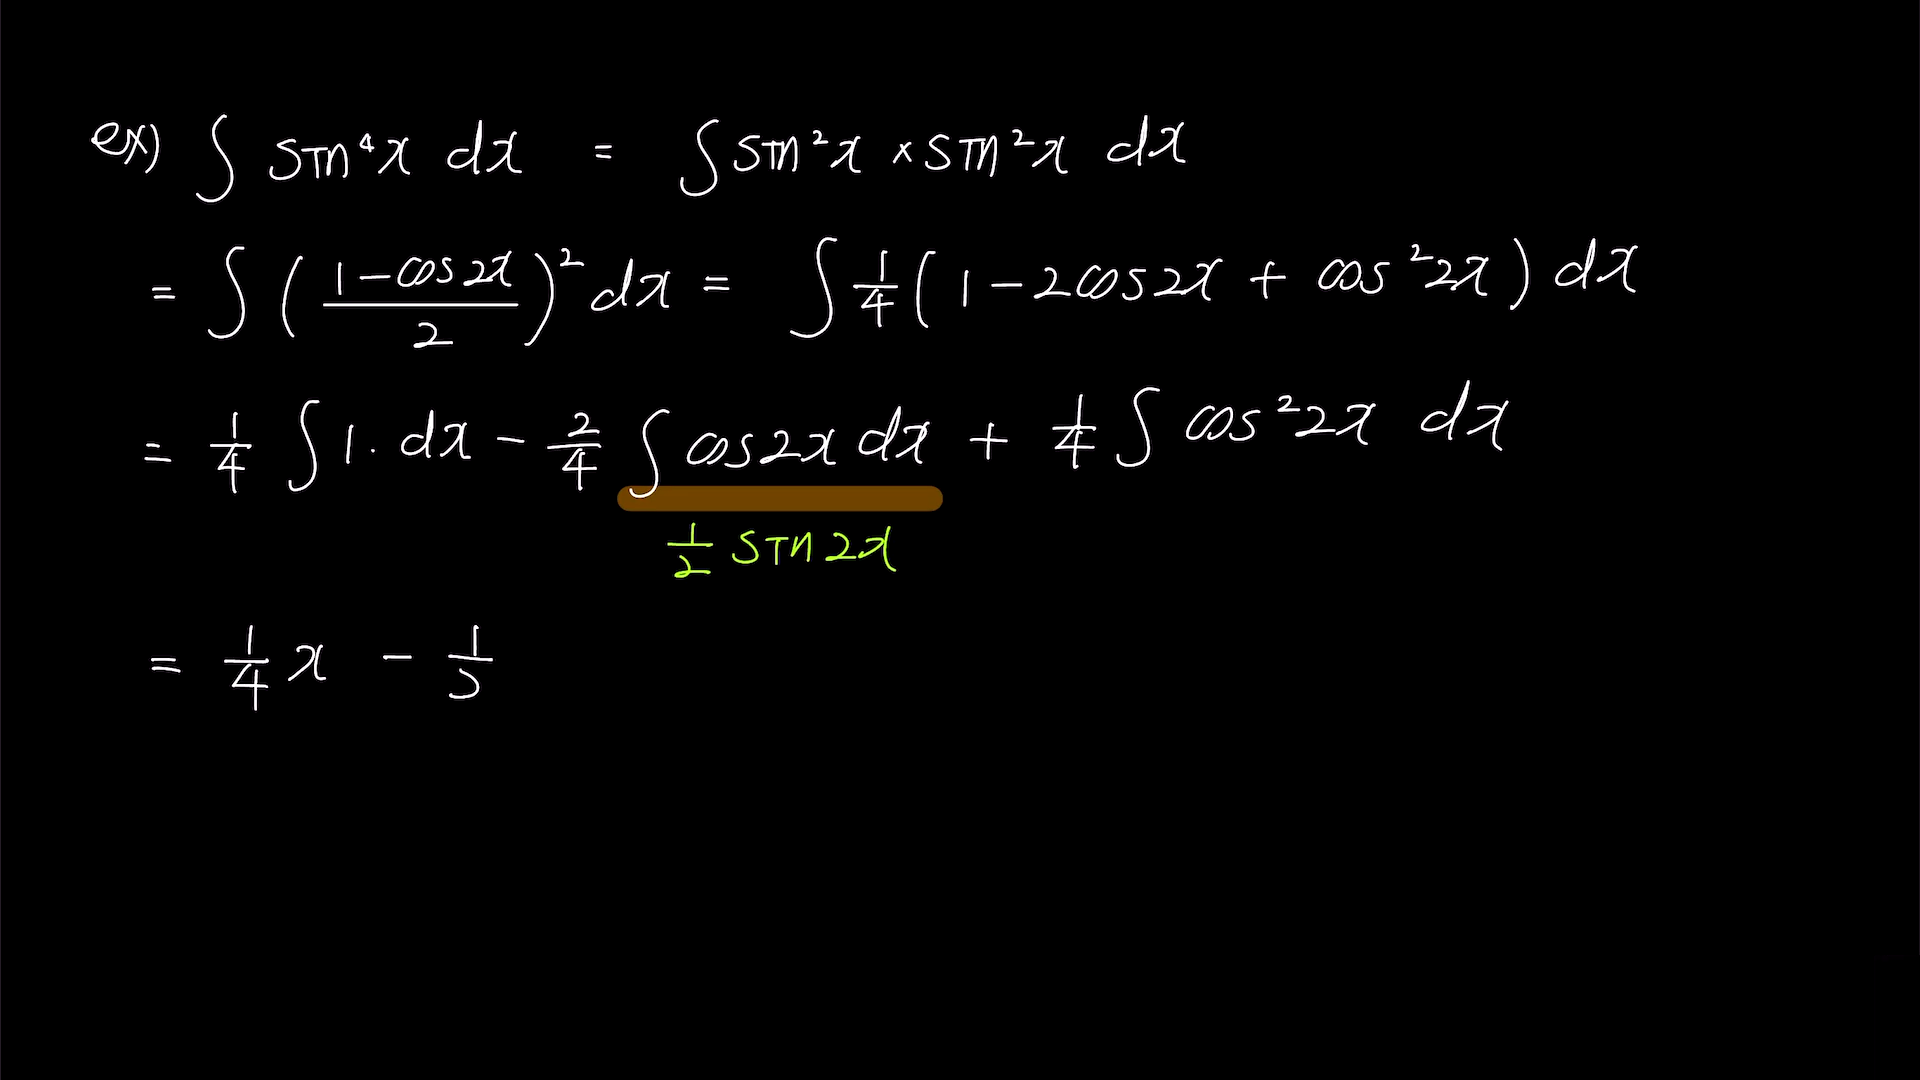 ex) ∫ sin⁴x dx = ∫ sin²x × sin²x dx
= ∫ ( (1 - cos2x) / 2 )² dx = ∫ 1/4 ( 1 - 2cos2x + cos²2x ) dx
= 1/4 ∫ 1· dx - 2/4 ∫ cos2x dx + 1/4 ∫ cos²2x dx
1/2 sin2x
= 1/4 x - 1/